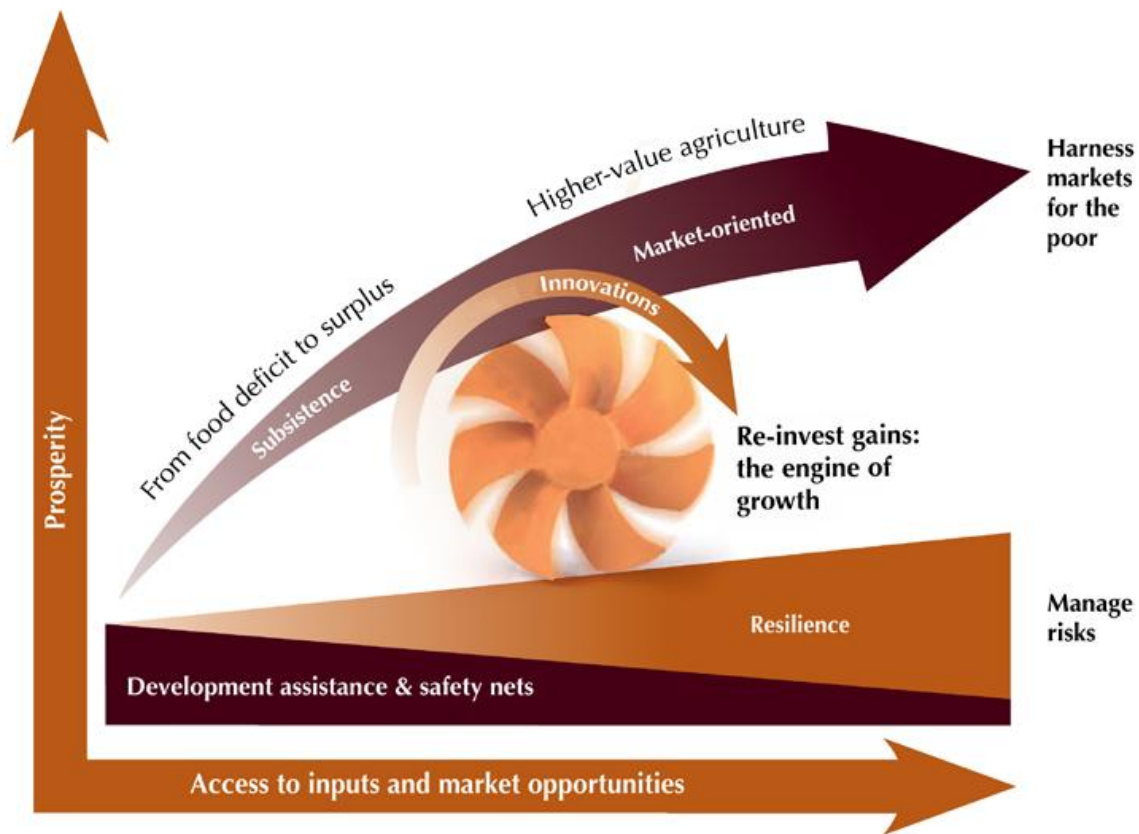 Prosperity
From food deficit to surplus
Higher-value agriculture
Subsistence
Market-oriented
Innovations
Harness
markets
for the
poor
Re-invest gains:
the engine of
growth
Resilience
Manage
risks
Development assistance & safety nets
Access to inputs and market opportunities